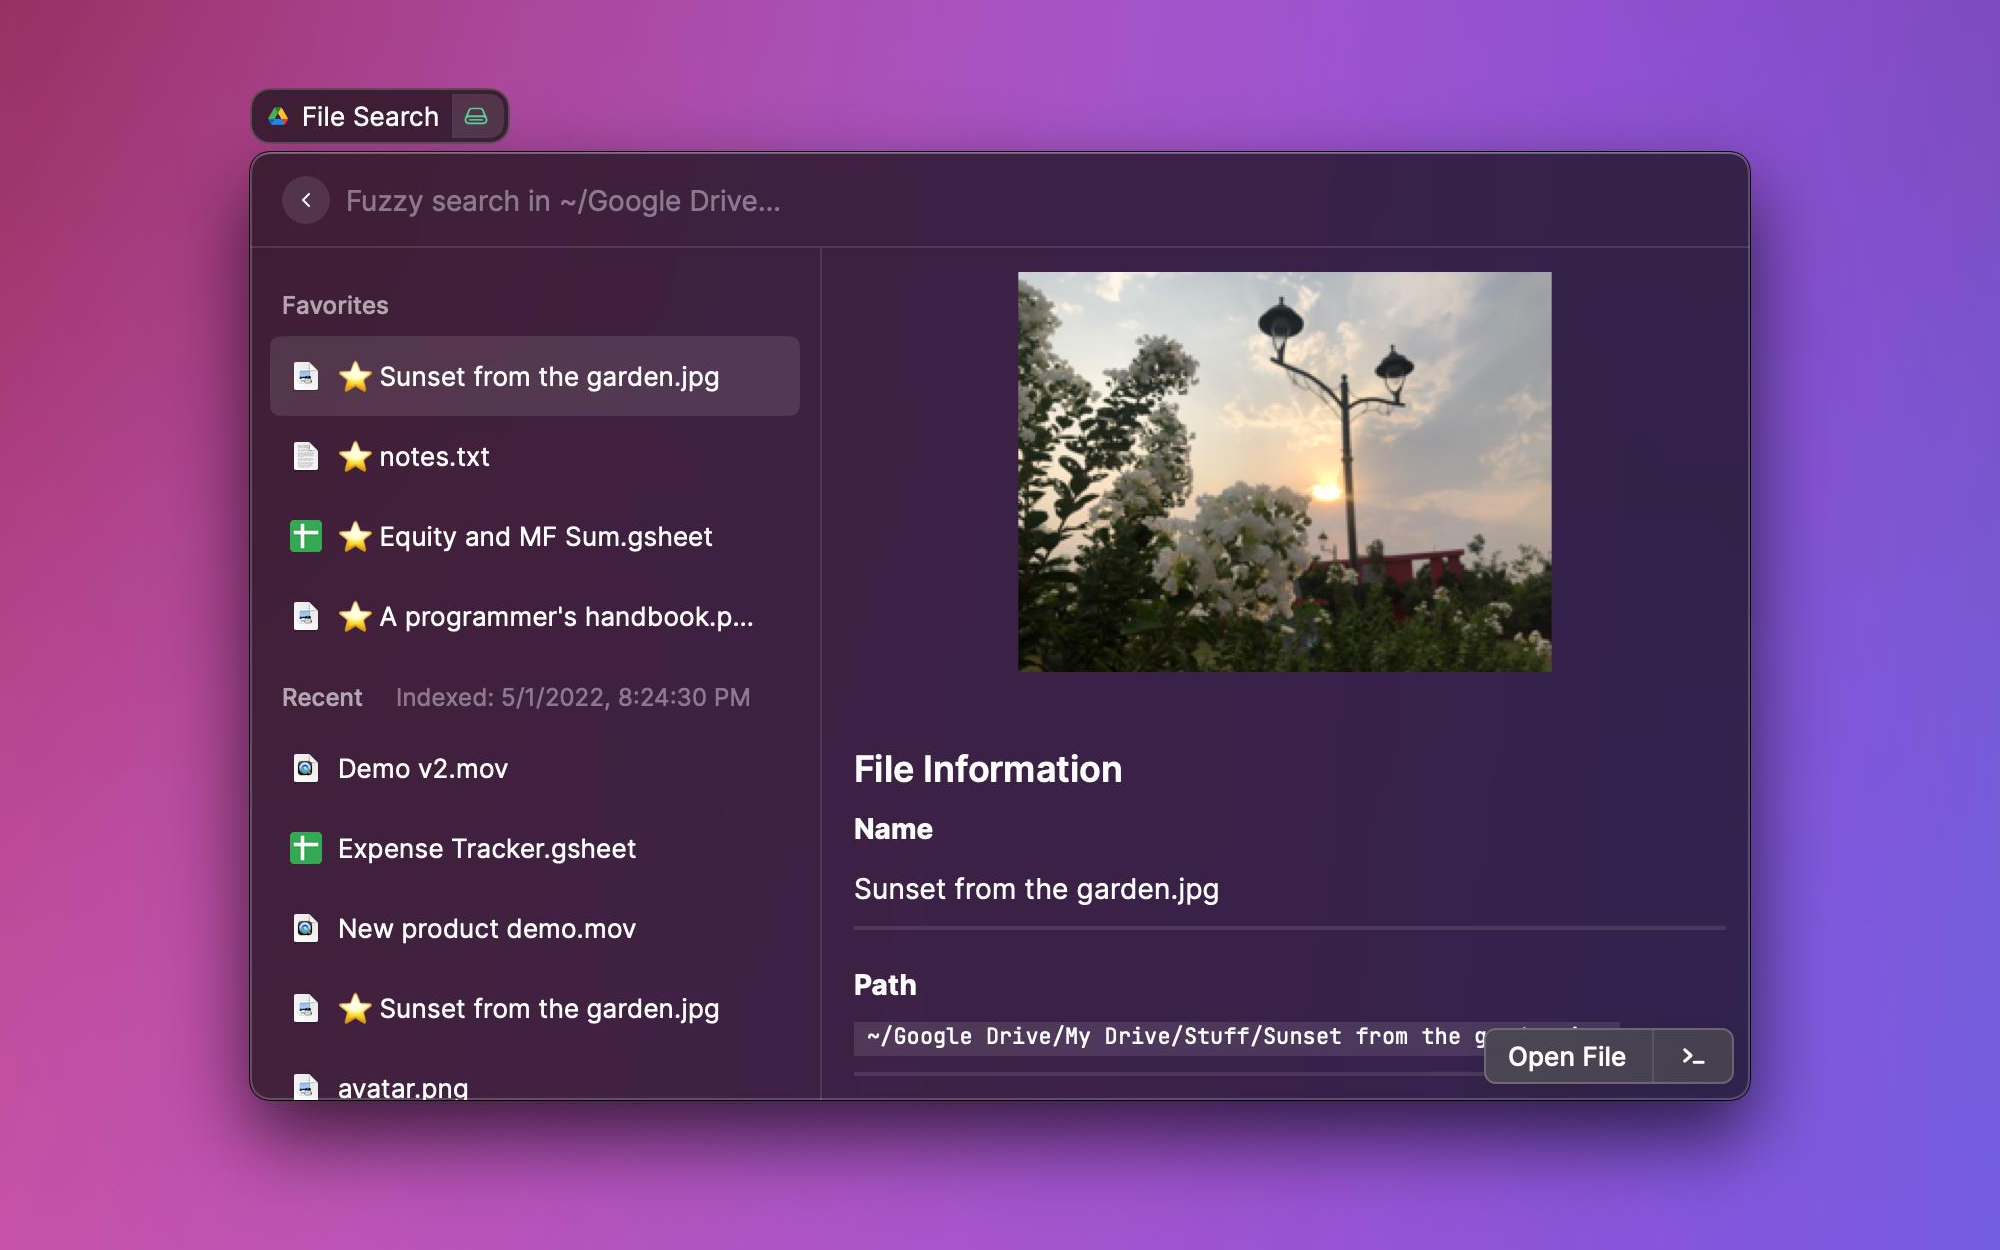 File Search
Fuzzy search in ~/Google Drive...
Favorites
Sunset from the garden.jpg
notes.txt
Equity and MF Sum.gsheet
A programmer's handbook.p...
Recent Indexed: 5/1/2022, 8:24:30 PM
Demo v2.mov
Expense Tracker.gsheet
New product demo.mov
Sunset from the garden.jpg
avatar.png
File Information
Name
Sunset from the garden.jpg
Path
~/Google Drive/My Drive/Stuff/Sunset from the
Open File